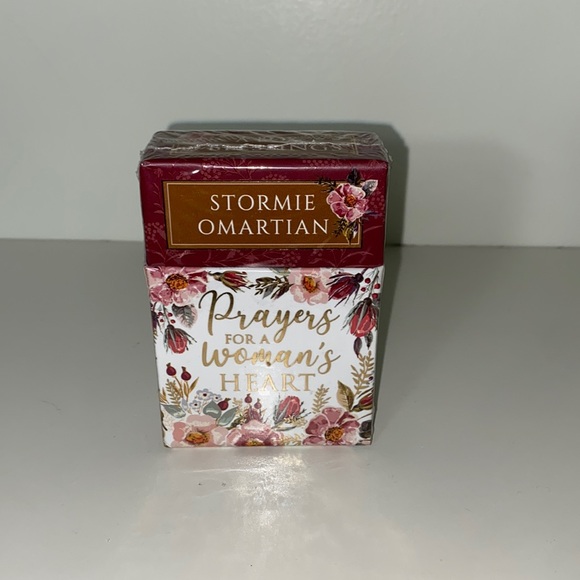 STORMIE
OMARTIAN
Prayers
FOR A
Woman's
HEART